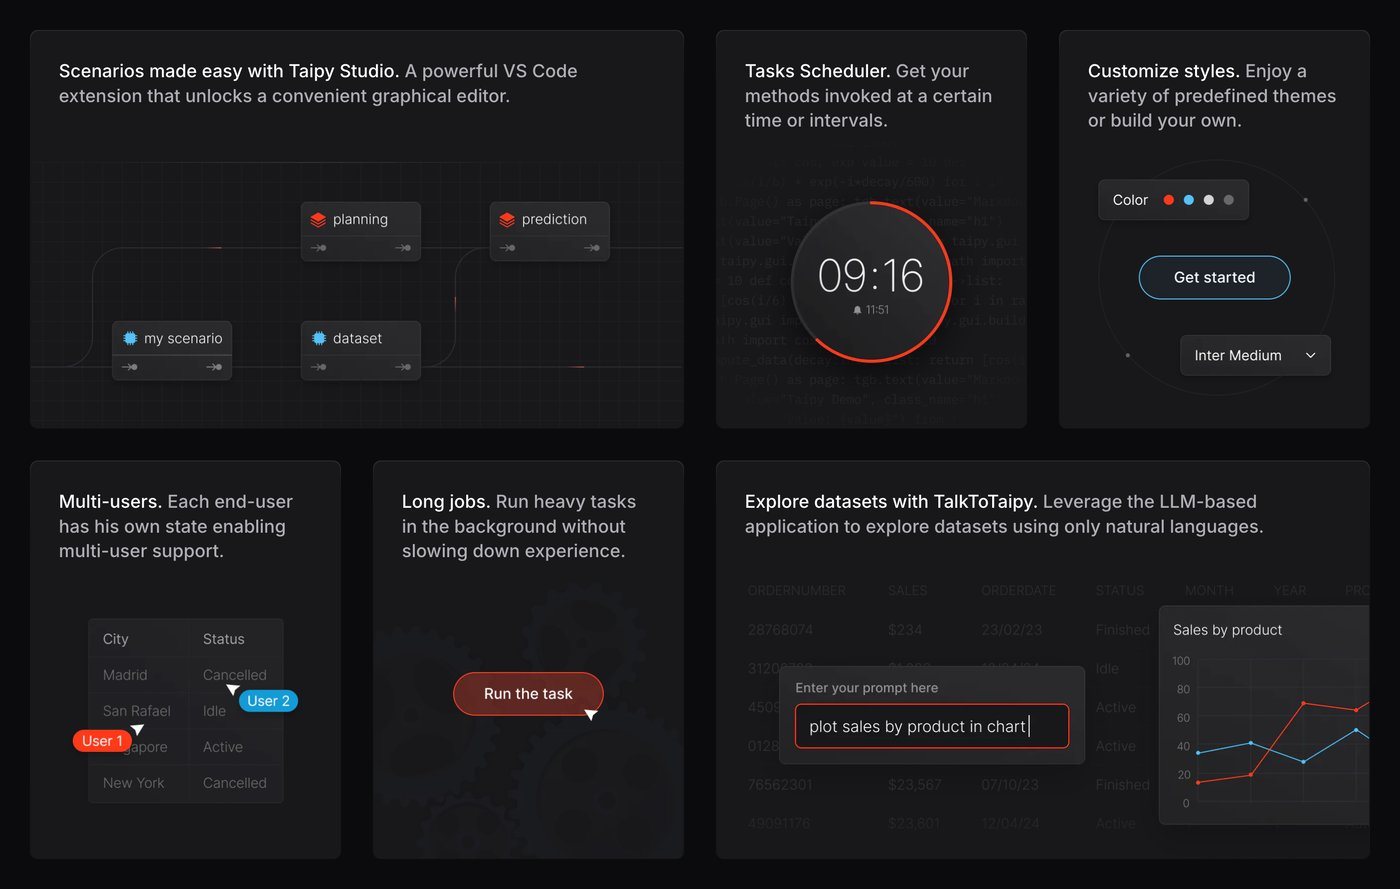 Scenarios made easy with Taipy Studio. A powerful VS Code
extension that unlocks a convenient graphical editor.
planning
prediction
my scenario
dataset
Tasks Scheduler. Get your
methods invoked at a certain
time or intervals.
09:16
11:51
Customize styles. Enjoy a
variety of predefined themes
or build your own.
Color
Get started
Inter Medium
Multi-users. Each end-user
has his own state enabling
multi-user support.
City Status
Madrid Cancelled
User 2
San Rafael Idle
User 1
apore Active
New York Cancelled
Long jobs. Run heavy tasks
in the background without
slowing down experience.
Run the task
Explore datasets with TalkToTaipy. Leverage the LLM-based
application to explore datasets using only natural languages.
ORDERNUMBER SALES ORDERDATE STATUS MONTH YEAR PRO
28768074 $234 23/02/23 Finished
Idle
Active
0128 Active
76562301 $23,567 07/10/23 Finished
49091176 $23,801 12/04/24 Active
Enter your prompt here
plot sales by product in chart
Sales by product
100
80
60
40
20
0